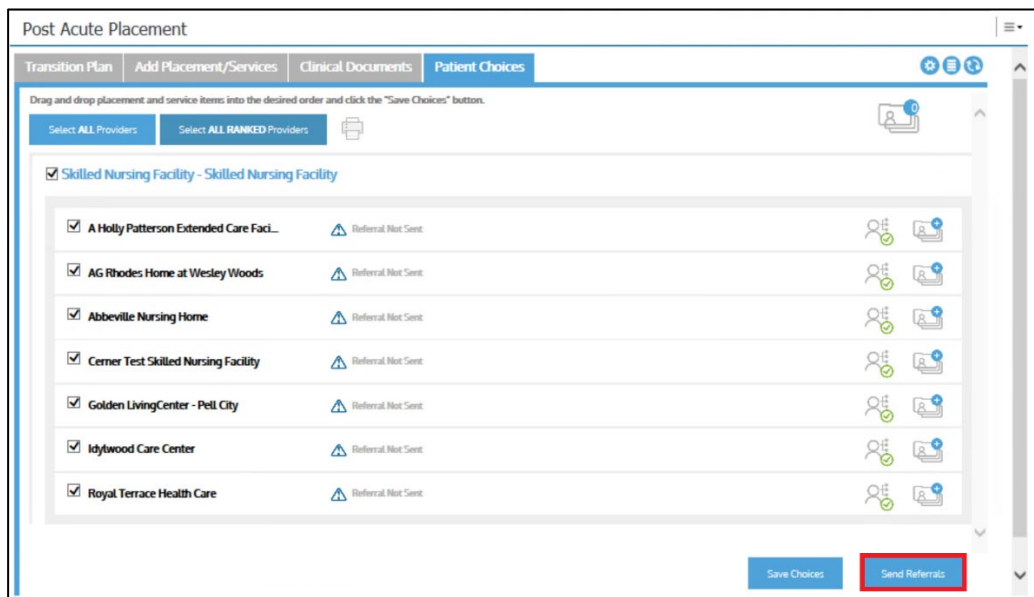 Post Acute Placement
Transition Plan Add Placement/Services Clinical Documents Patient Choices
Drag and drop placement and service items into the desired order and click the "Save Choices" button.
Select ALL Providers Select ALL RANKED Providers 0
Skilled Nursing Facility - Skilled Nursing Facility
A Holly Patterson Extended Care Faci... Referral Not Sent
AG Rhodes Home at Wesley Woods Referral Not Sent
Abbeville Nursing Home Referral Not Sent
Cerner Test Skilled Nursing Facility Referral Not Sent
Golden LivingCenter - Pell City Referral Not Sent
Idylwood Care Center Referral Not Sent
Royal Terrace Health Care Referral Not Sent
Save Choices Send Referrals